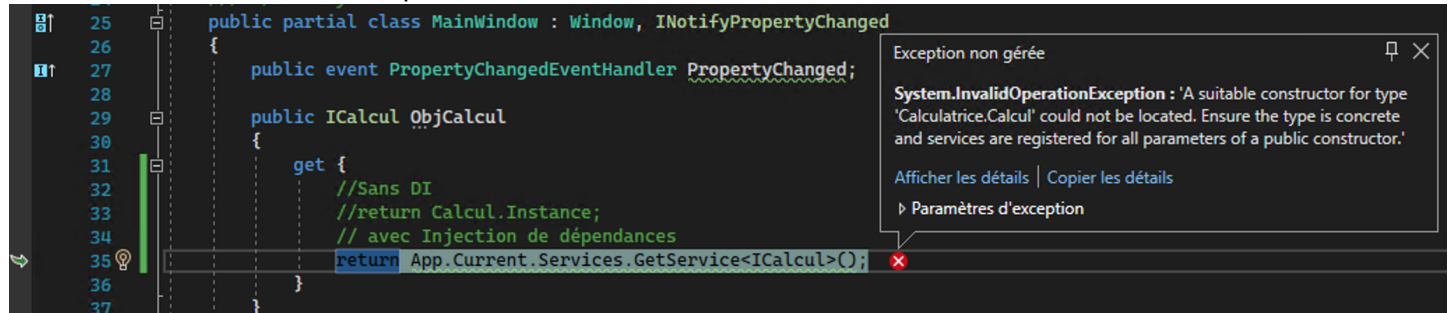 25 public partial class MainWindow : Window, INotifyPropertyChanged
26 {
27 public event PropertyChangedEventHandler PropertyChanged;
28
29 public ICalcul ObjCalcul
30 {
31 get {
32 //Sans DI
33 //return Calcul.Instance;
34 // avec Injection de dépendances
35 return App.Current.Services.GetService<ICalcul>();
36 }
37 }
Exception non gérée
System.InvalidOperationException : 'A suitable constructor for type
'Calculatrice.Calcul' could not be located. Ensure the type is concrete
and services are registered for all parameters of a public constructor.'
Afficher les détails | Copier les détails
Paramètres d'exception